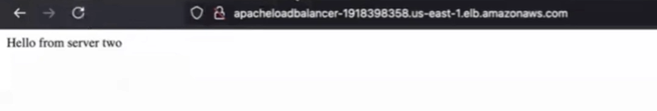 apacheloadbalancer-1918398358.us-east-1.elb.amazonaws.com
Hello from server two